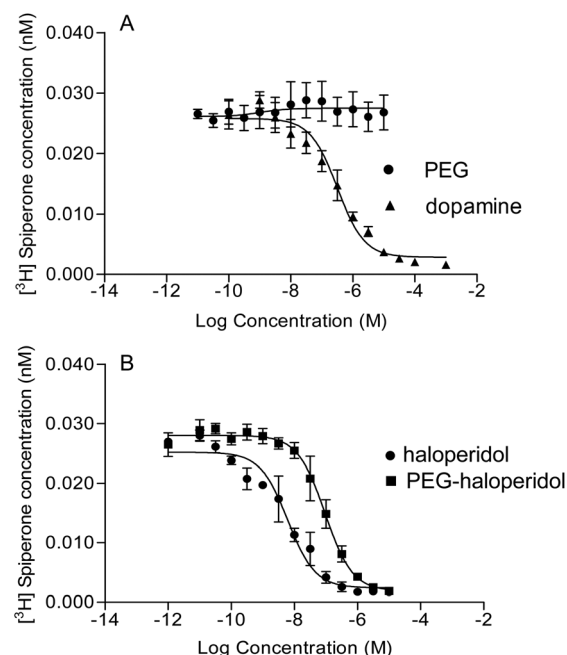 A
[³H] Spiperone concentration (nM)
0.040
0.030
0.020
0.010
0.000
PEG
dopamine
-14 -12 -10 -8 -6 -4 -2
Log Concentration (M)
B
[³H] Spiperone concentration (nM)
0.040
0.030
0.020
0.010
0.000
haloperidol
PEG-haloperidol
-14 -12 -10 -8 -6 -4 -2
Log Concentration (M)